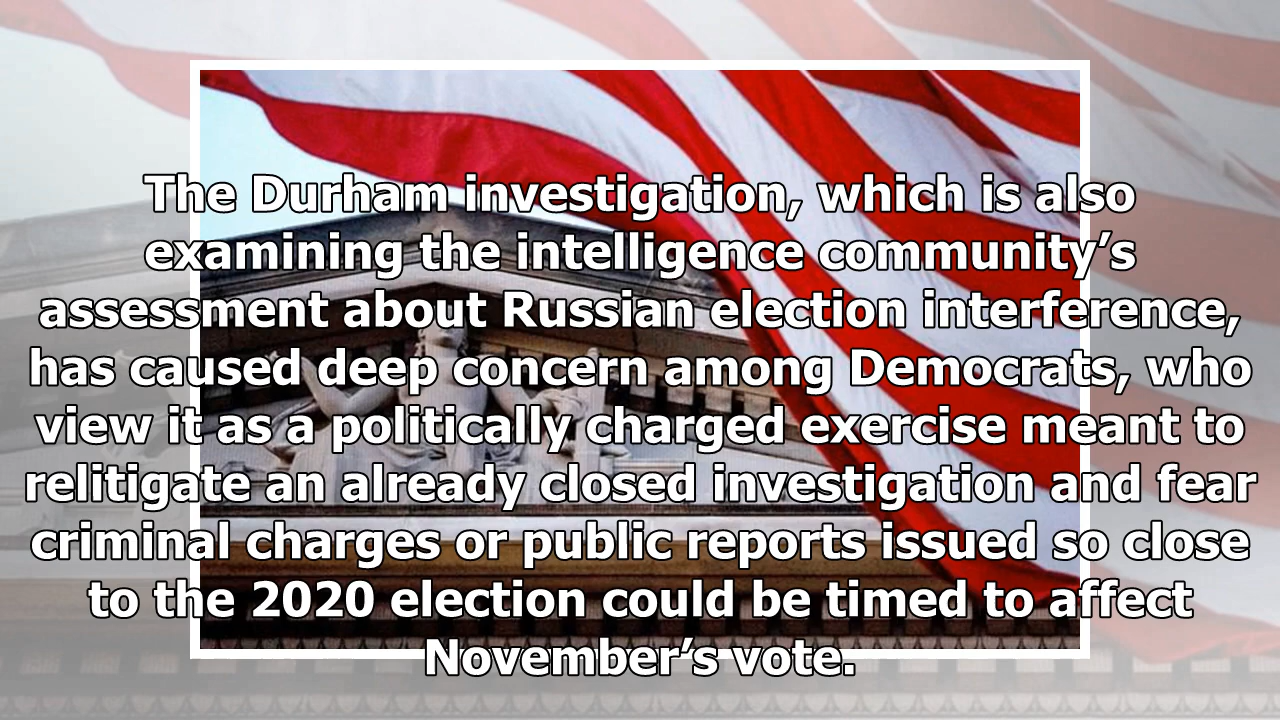 The Durham investigation, which is also
examining the intelligence community’s
assessment about Russian election interference,
has caused deep concern among Democrats, who
view it as a politically charged exercise meant to
relitigate an already closed investigation and fear
criminal charges or public reports issued so close
to the 2020 election could be timed to affect
November’s vote.